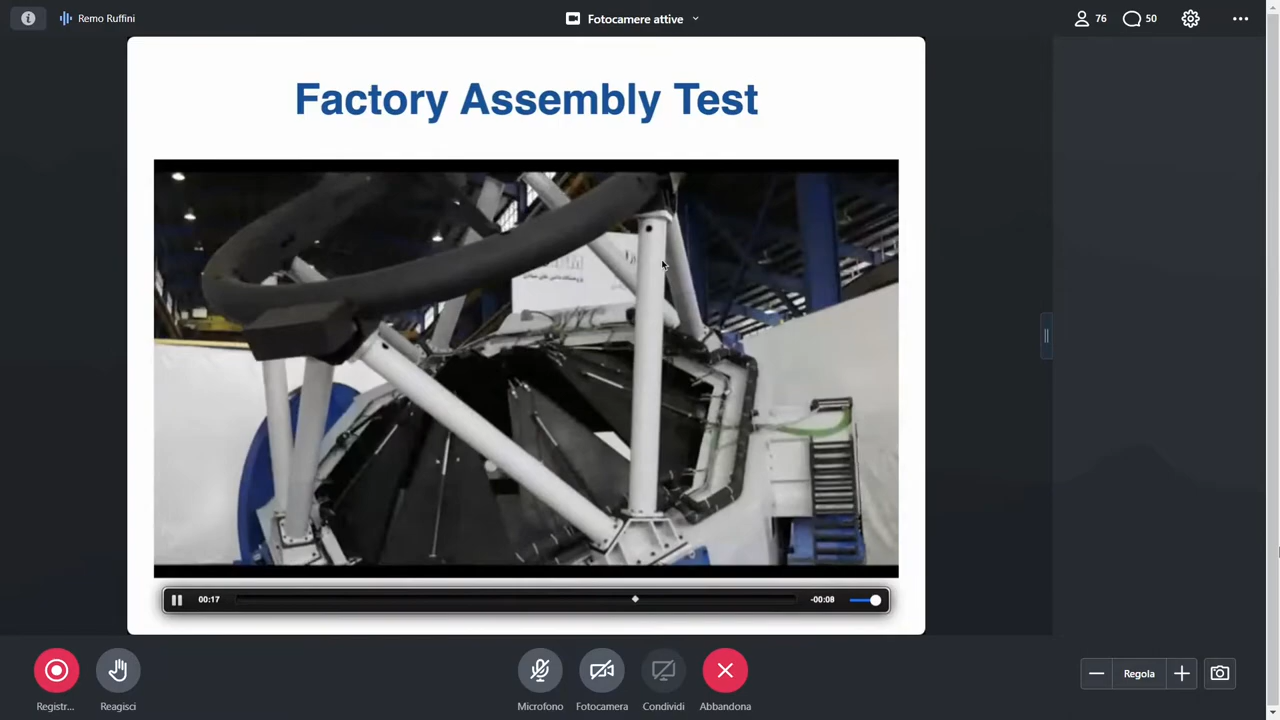 Remo Ruffini
Fotocamere attive
76
50
Factory Assembly Test
00:17
-00:08
Registr...
Reagisci
Microfono
Fotocamera
Condividi
Abbandona
Regola